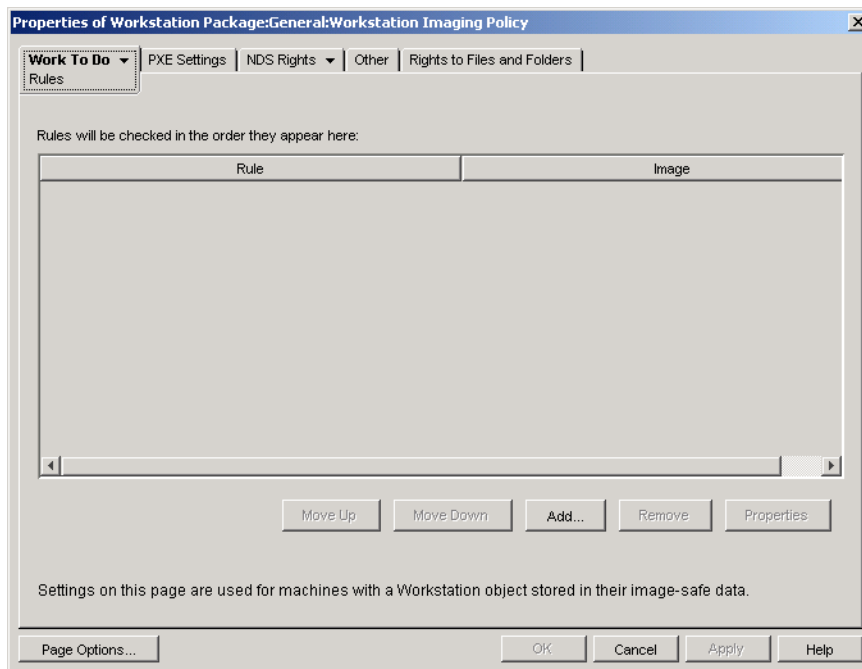 Properties of Workstation Package:General:Workstation Imaging Policy
Work To Do PXE Settings NDS Rights Other Rights to Files and Folders
Rules
Rules will be checked in the order they appear here:
Rule Image
Move Up Move Down Add... Remove Properties
Settings on this page are used for machines with a Workstation object stored in their image-safe data.
Page Options... OK Cancel Apply Help